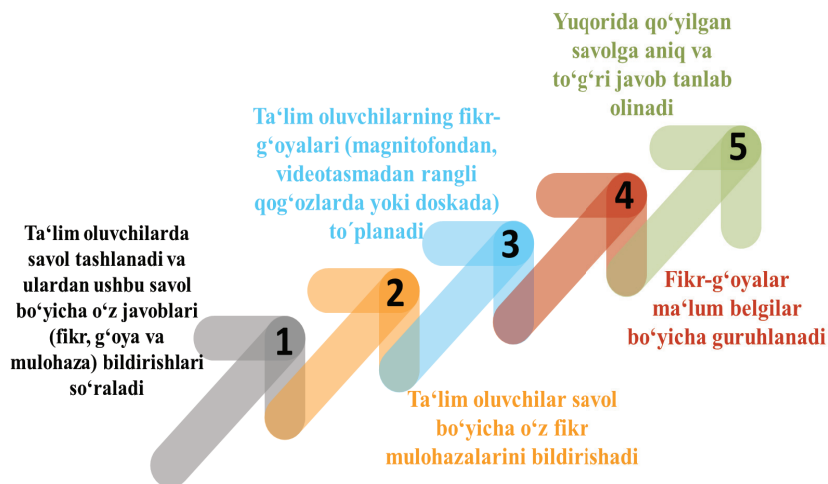 Ta‘lim oluvchilarda
savol tashlanadi va
ulardan ushbu savol
bo‘yicha o‘z javoblari
(fikr, g‘oya va
mulohaza) bildirishlari
so‘raladi
1
2
Ta‘lim oluvchilar savol
bo‘yicha o‘z fikr
mulohazalarini bildirishadi
Ta‘lim oluvchilarning fikr-
g‘oyalari (magnitofondan,
videotasmadan rangli
qog‘ozlarda yoki doskada)
to´planadi
3
4
Fikr-g‘oyalar
ma‘lum belgilar
bo‘yicha guruhlanadi
Yuqorida qo‘yilgan
savolga aniq va
to‘g‘ri javob tanlab
olinadi
5